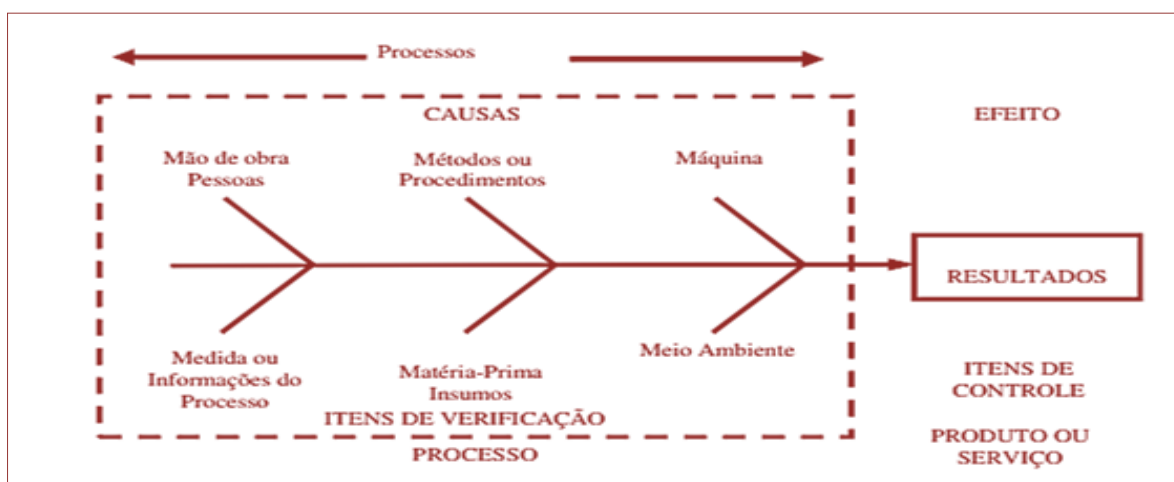 Processos
CAUSAS
EFEITO
Mão de obra
Pessoas
Métodos ou
Procedimentos
Máquina
RESULTADOS
Medida ou
Informações do
Processo
Matéria-Prima
Insumos
Meio Ambiente
ITENS DE VERIFICAÇÃO
PROCESSO
ITENS DE
CONTROLE
PRODUTO OU
SERVIÇO